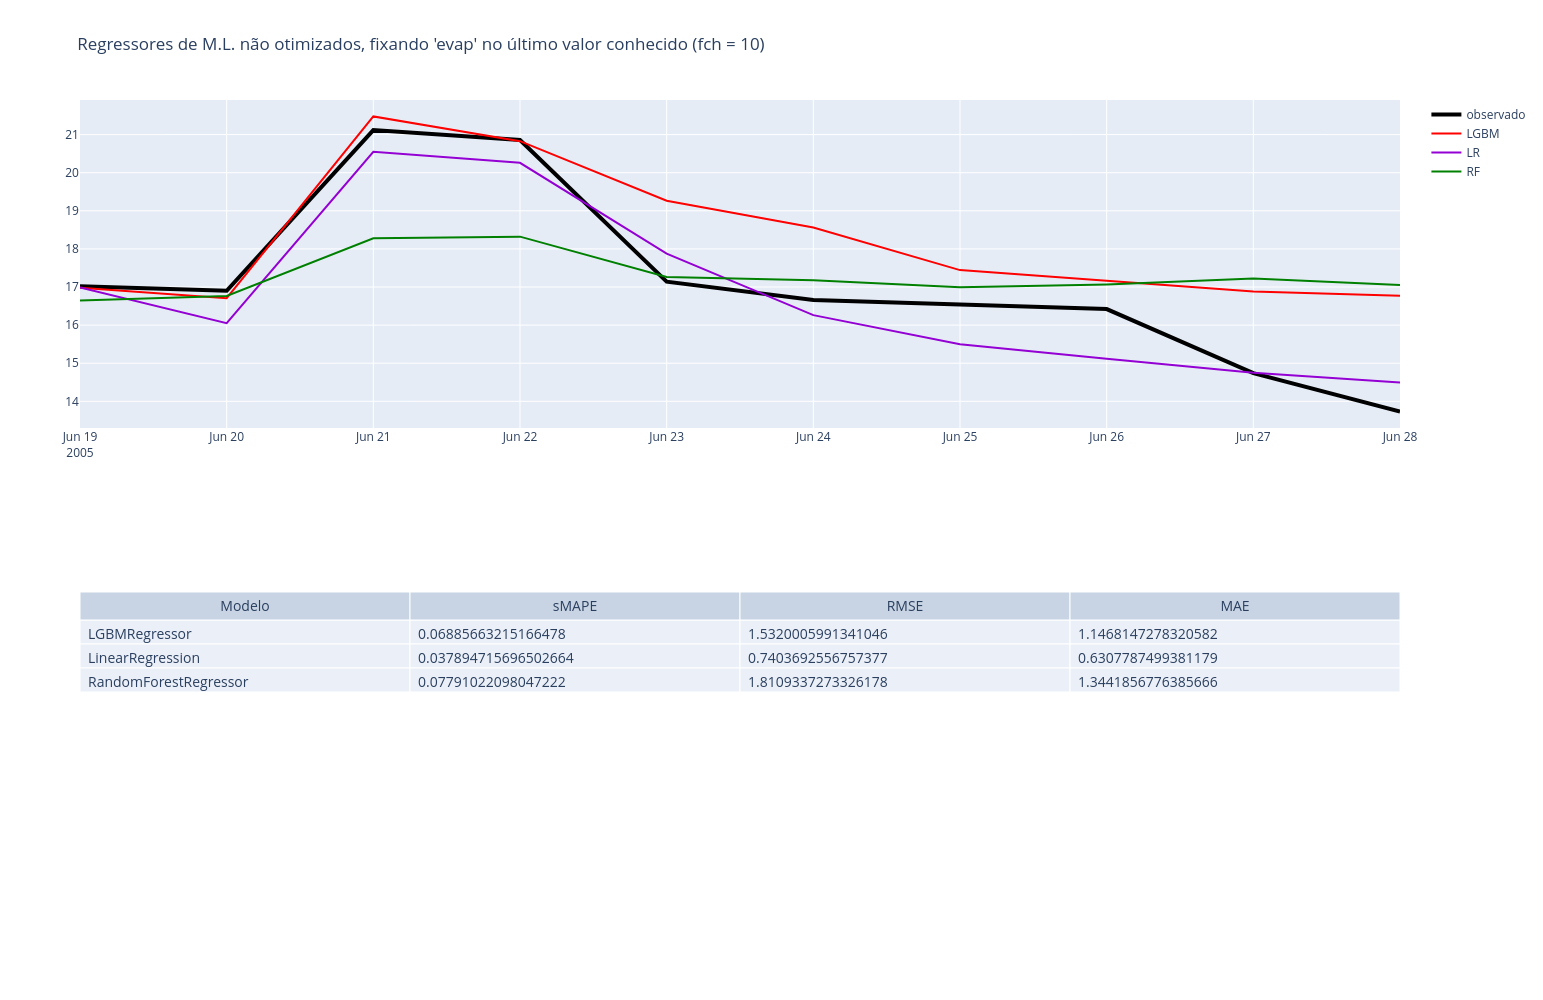 Regressores de M.L. não otimizados, fixando 'evap' no último valor conhecido (fch = 10)
observado
LGBM
LR
RF
21
20
19
18
17
16
15
14
Jun 19 Jun 20 Jun 21 Jun 22 Jun 23 Jun 24 Jun 25 Jun 26 Jun 27 Jun 28
2005
Modelo sMAPE RMSE MAE
LGBMRegressor 0.06885663215166478 1.5320005991341046 1.1468147278320582
LinearRegression 0.037894715696502664 0.7403692556757377 0.6307787499381179
RandomForestRegressor 0.07791022098047222 1.8109337273326178 1.3441856776385666